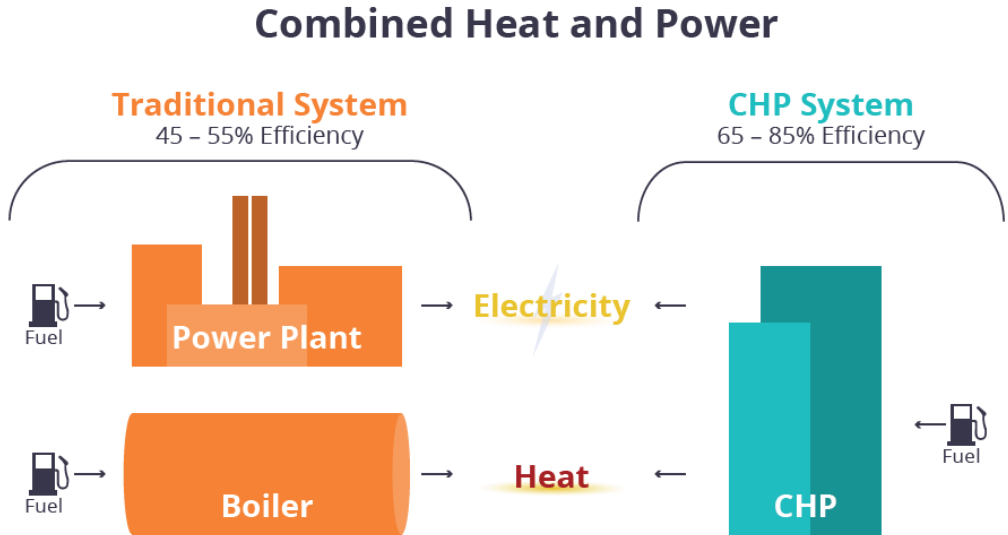 Combined Heat and Power
Traditional System
45 – 55% Efficiency
CHP System
65 – 85% Efficiency
Fuel
Power Plant
Electricity
Fuel
Boiler
Heat
CHP
Fuel